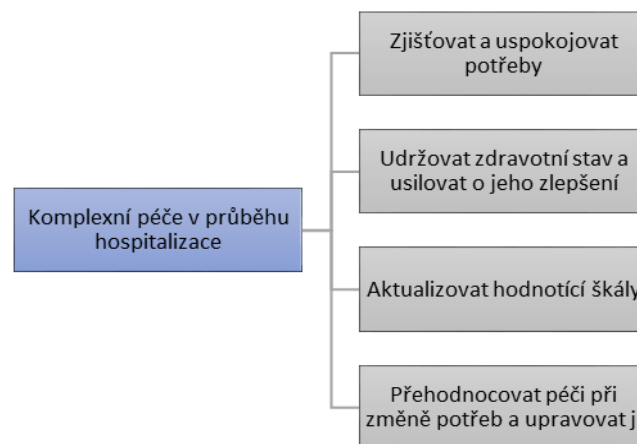 Zjišťovat a uspokojovat
potřeby
Udržovat zdravotní stav a
usilovat o jeho zlepšení
Komplexní péče v průběhu
hospitalizace
Aktualizovat hodnotící škály
Přehodnocovat péči při
změně potřeb a upravovat